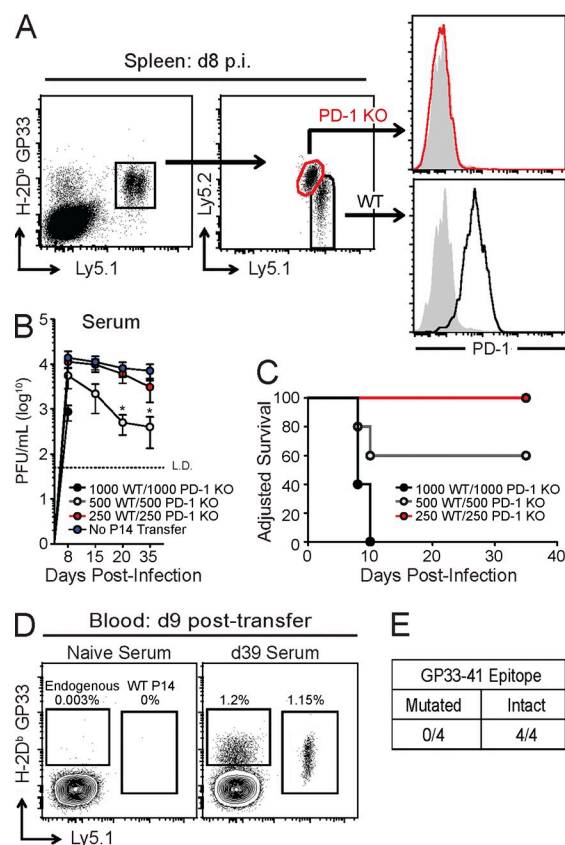 A
Spleen: d8 p.i.
H-2Dᵇ GP33
Ly5.1
Ly5.2
Ly5.1
PD-1 KO
WT
PD-1
B
Serum
PFU/mL (log¹⁰)
5
4
3
2
1
0
* *
L.D.
1000 WT/1000 PD-1 KO
500 WT/500 PD-1 KO
250 WT/250 PD-1 KO
No P14 Transfer
8 15 20 35
Days Post-Infection
C
Adjusted Survival
100
80
60
40
20
0
1000 WT/1000 PD-1 KO
500 WT/500 PD-1 KO
250 WT/250 PD-1 KO
0 10 20 30 40
Days Post-Infection
D
Blood: d9 post-transfer
Naive Serum d39 Serum
H-2Dᵇ GP33
Endogenous WT P14
0.003% 0%
1.2% 1.15%
Ly5.1
E
GP33-41 Epitope
Mutated Intact
0/4 4/4